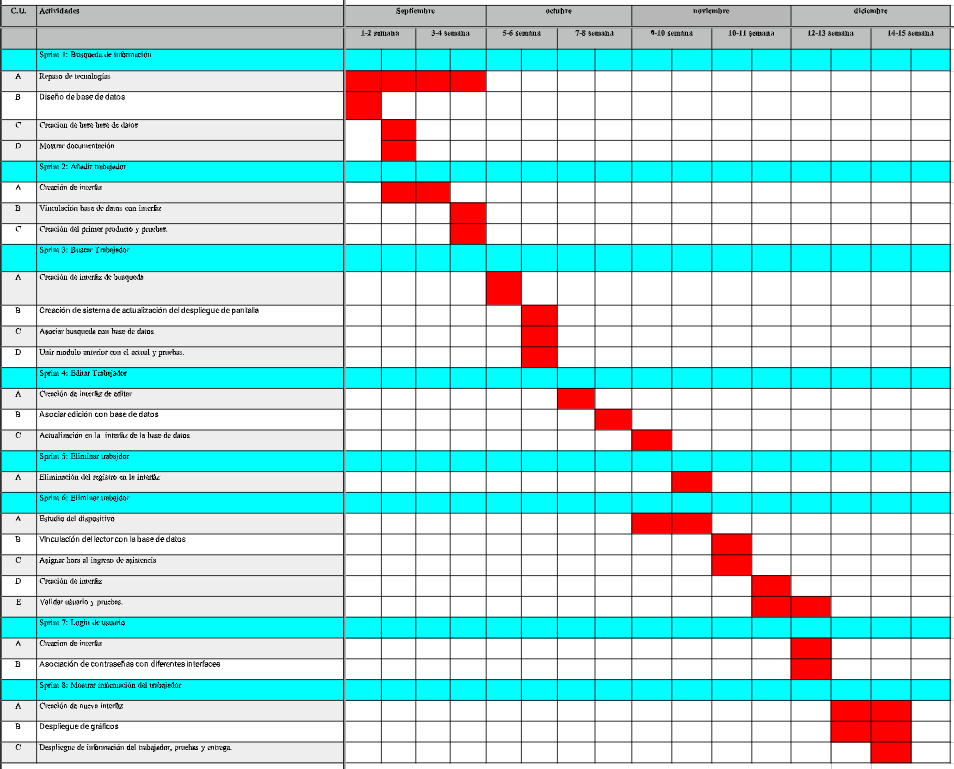 C.U. Actividades Septiembre octubre noviembre diciembre
1-2 semana 3-4 semana 5-6 semana 7-8 semana 9-10 semana 10-11 semana 12-13 semana 14-15 semana
Sprint 1: Busqueda de información
A Repaso de tecnologías
B Diseño de base de datos
C Creacion de base base de datos
D Mostrar documentación
Sprint 2: Añadir trabajador
A Creación de interfaz
B Vinculación base de datos con interfaz
C Creación del primer producto y pruebas.
Sprint 3: Buscar Trabajador
A Creación de interfaz de busqueda
B Creación de sistema de actualización del despliegue de pantalla
C Asociar busqueda con base de datos
D Unir modulo anterior con el actual y pruebas.
Sprint 4: Editar Trabajador
A Creación de interfaz de editar
B Asociar edición con base de datos
C Actualización en la interfaz de la base de datos
Sprint 5: Eliminar trabajdor
A Eliminación del registro en la interfaz
Sprint 6: Eliminar trabajdor
A Estudio del dispositivo
B Vinculación del lector con la base de datos
C Asignar hora al ingreso de asistencia
D Creación de interfaz
E Validar usuario y pruebas.
Sprint 7: Login de usuario
A Creacion de interfaz
B Asociación de contraseñas con diferentes interfaces
Sprint 8: Mostrar información del trabajador
A Creación de nueva interfaz
B Despliegue de gráficos
C Despliegue de información del trabajador, pruebas y entrega.